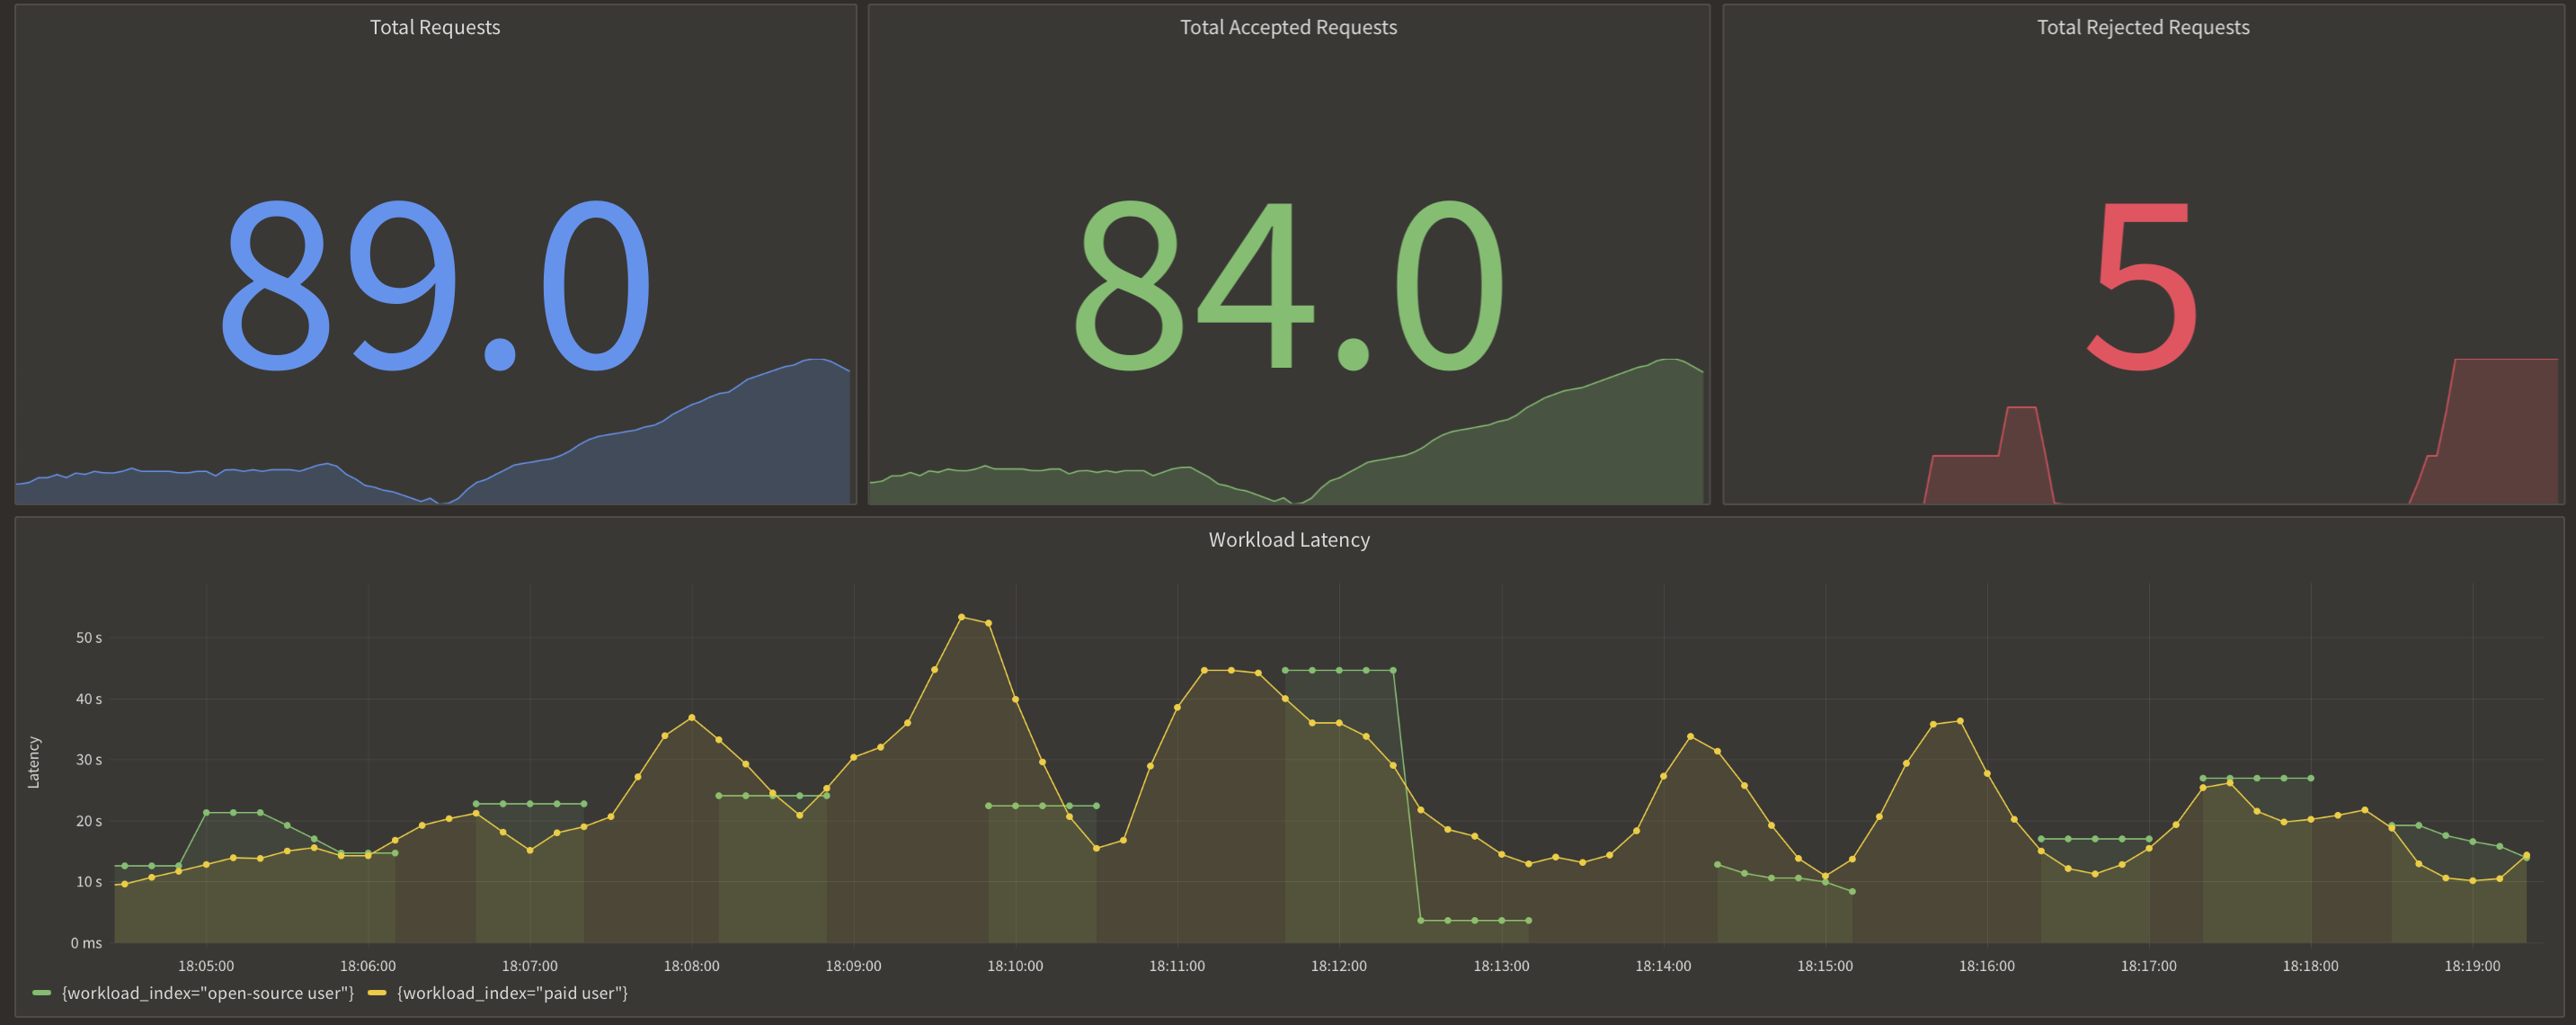 Total Requests
Total Accepted Requests
Total Rejected Requests
89.0
84.0
5
Workload Latency
Latency
50 s
40 s
30 s
20 s
10 s
0 ms
18:05:00 18:06:00 18:07:00 18:08:00 18:09:00 18:10:00 18:11:00 18:12:00 18:13:00 18:14:00 18:15:00 18:16:00 18:17:00 18:18:00 18:19:00
{workload_index="open-source user"} {workload_index="paid user"}